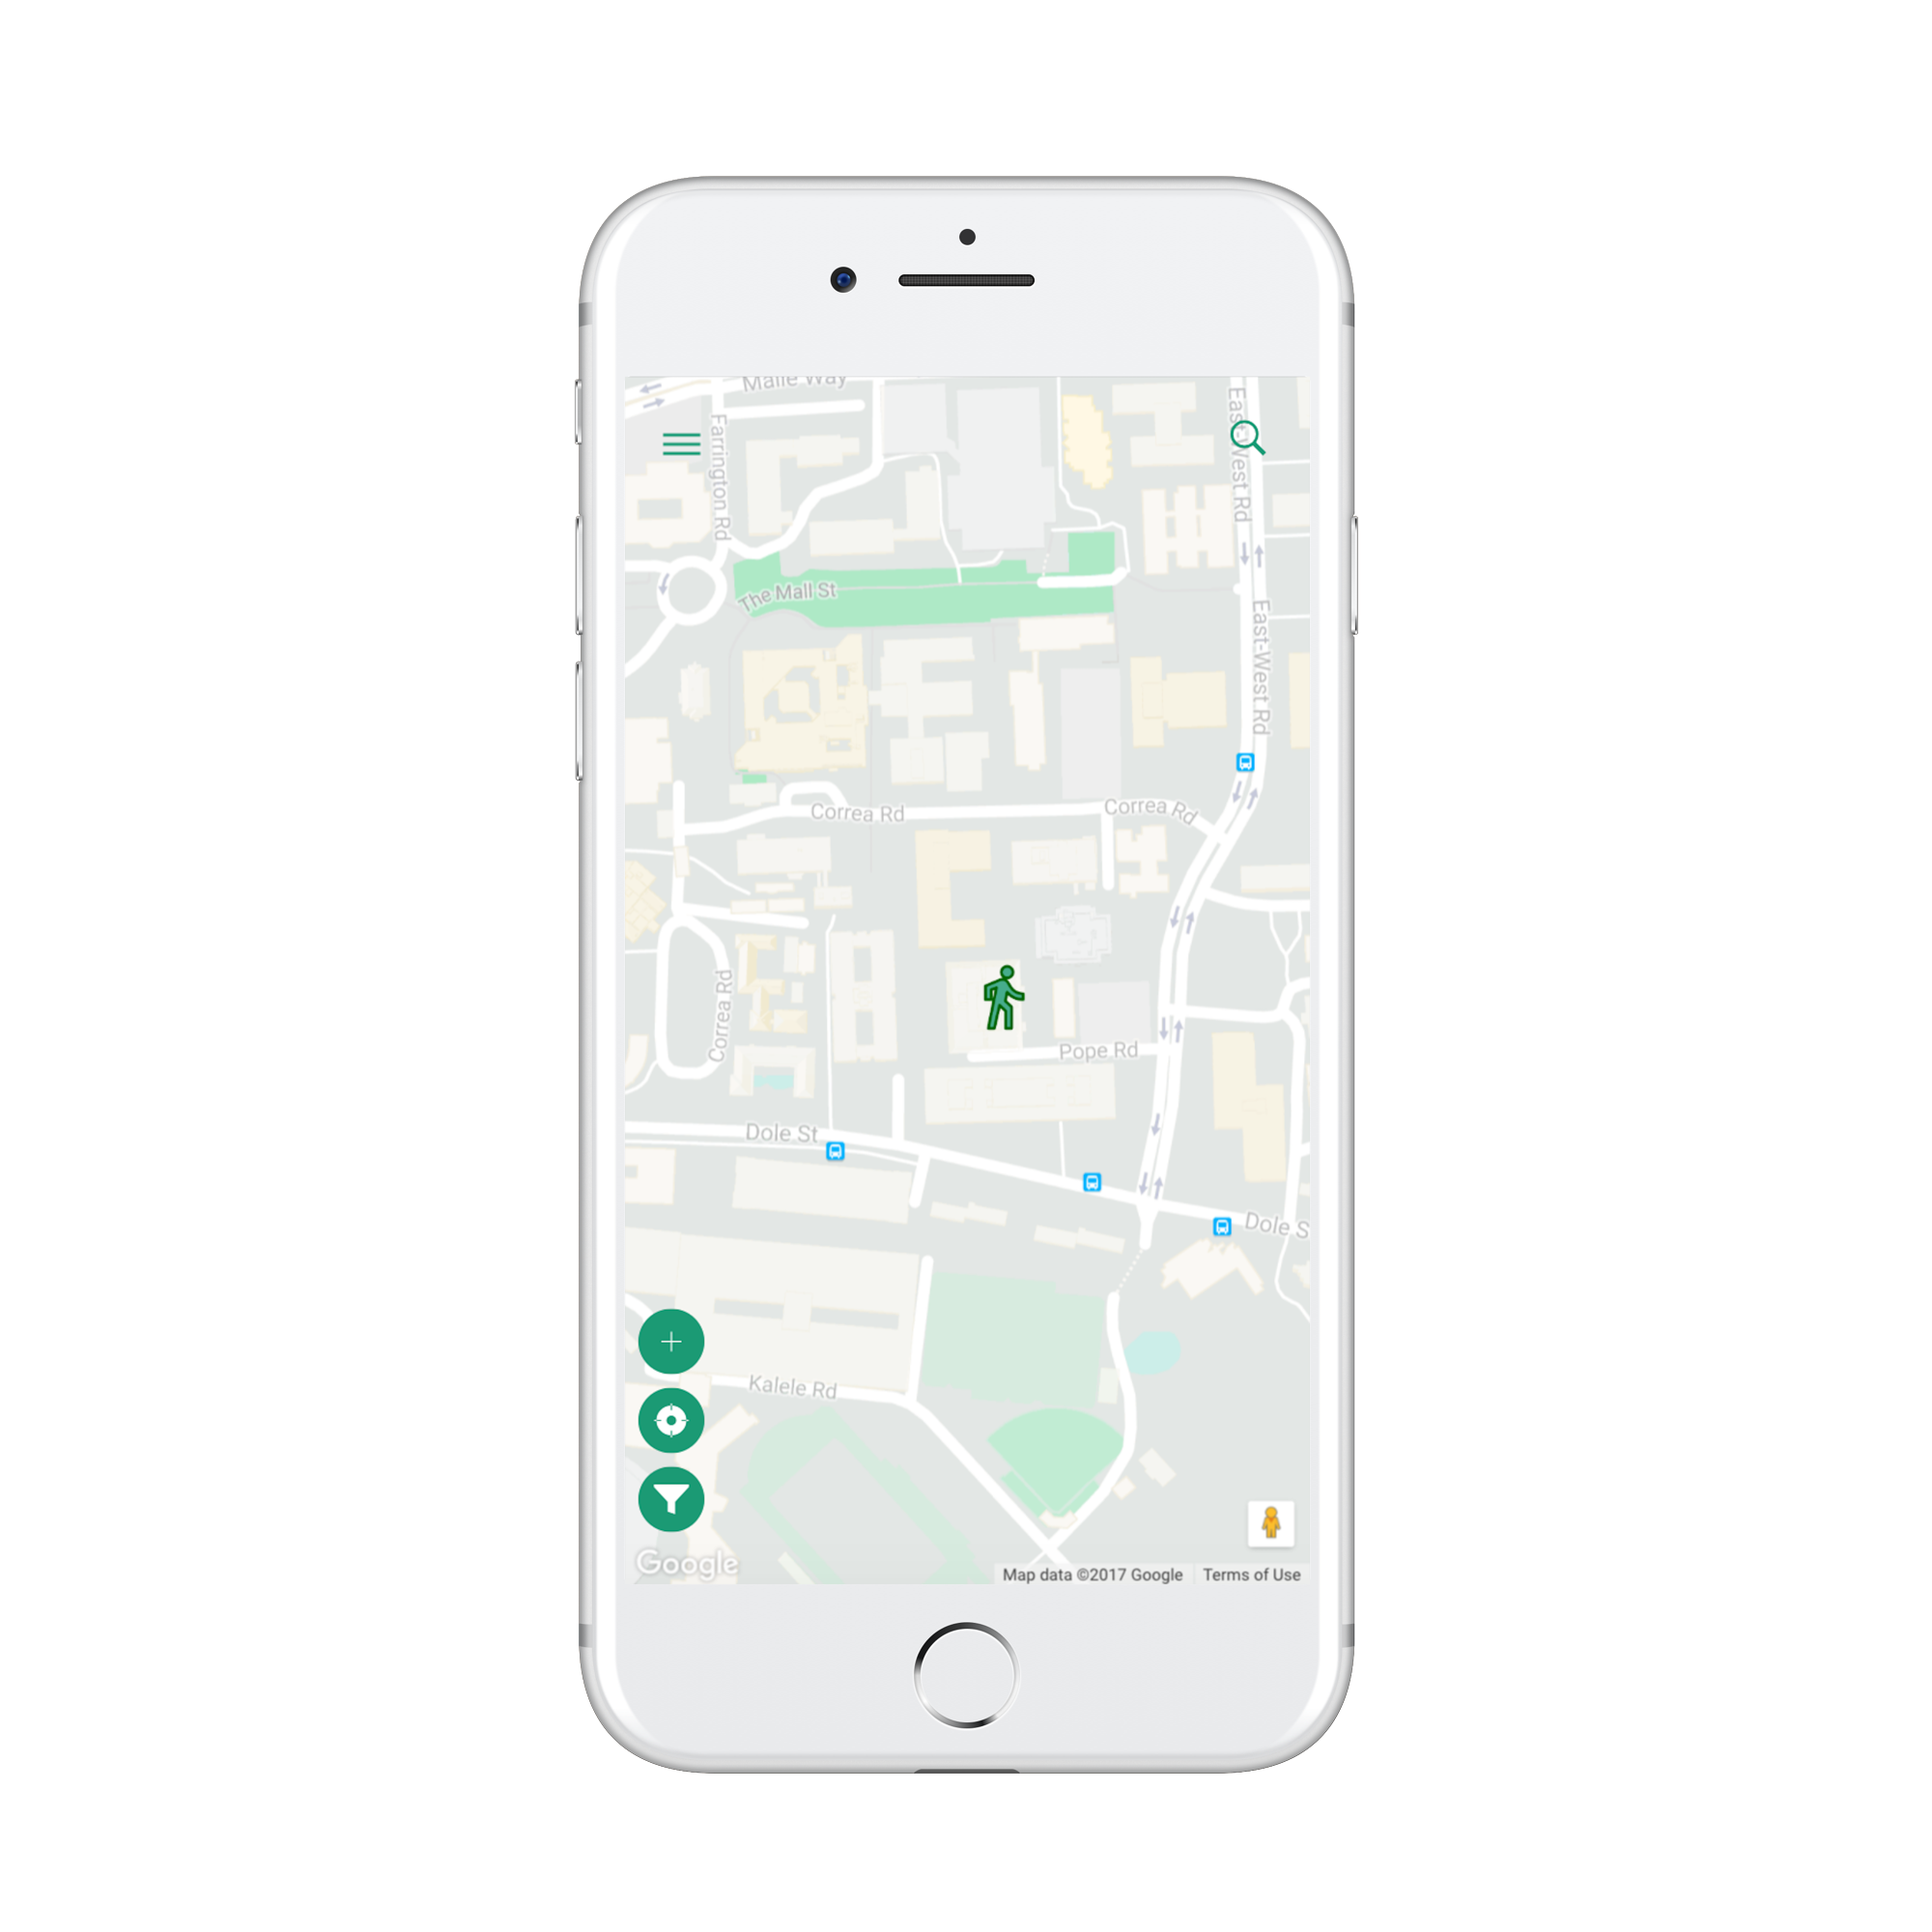 Maile Way
Farrington Rd
East-West Rd
The Mall St
East-West Rd
Correa Rd
Correa Rd
Correa Rd
Pope Rd
Dole St
Dole S
Kalele Rd
Google
Map data ©2017 Google
Terms of Use